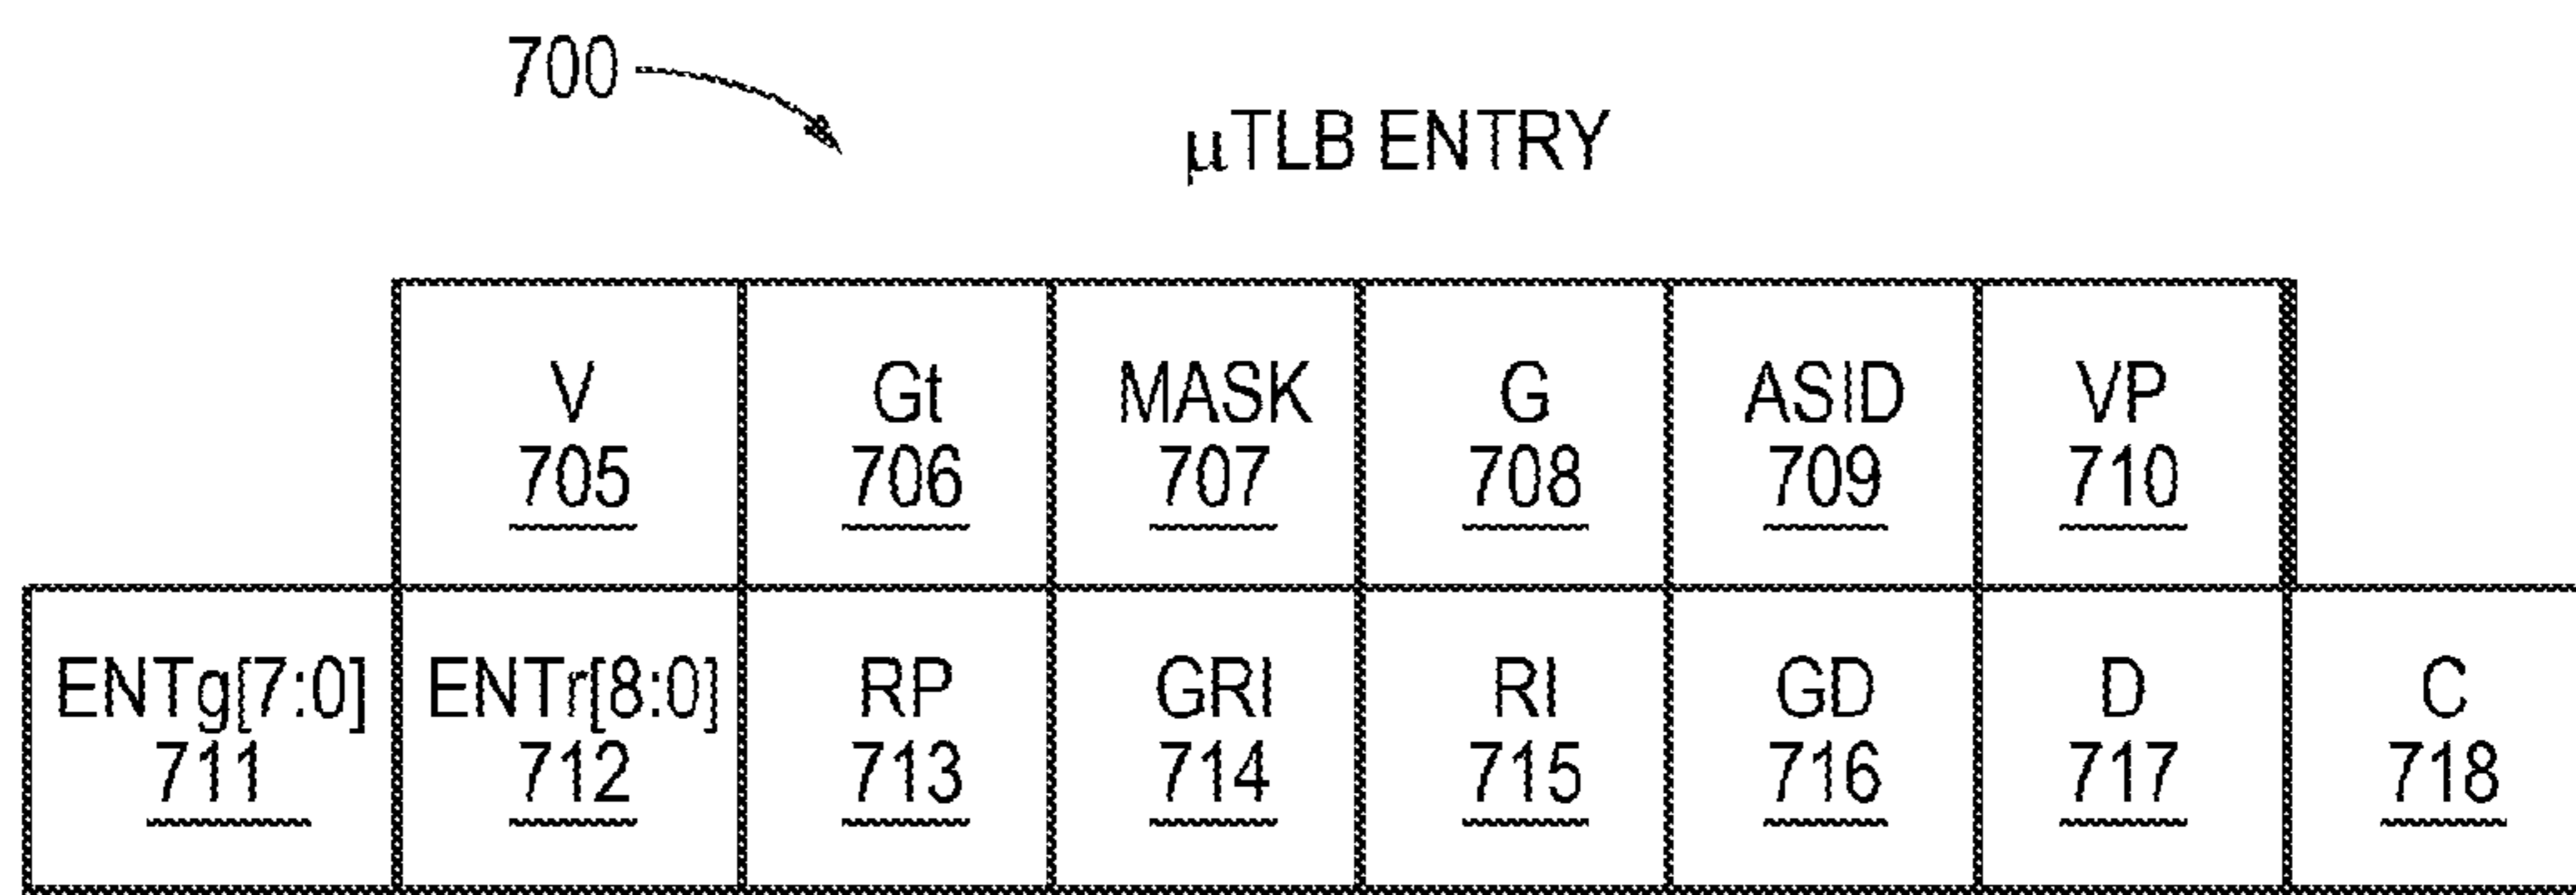 700
µTLB ENTRY
V Gt MASK G ASID VP
705 706 707 708 709 710
ENTg[7:0] ENTr[8:0] RP GRI RI GD D C
711 712 713 714 715 716 717 718